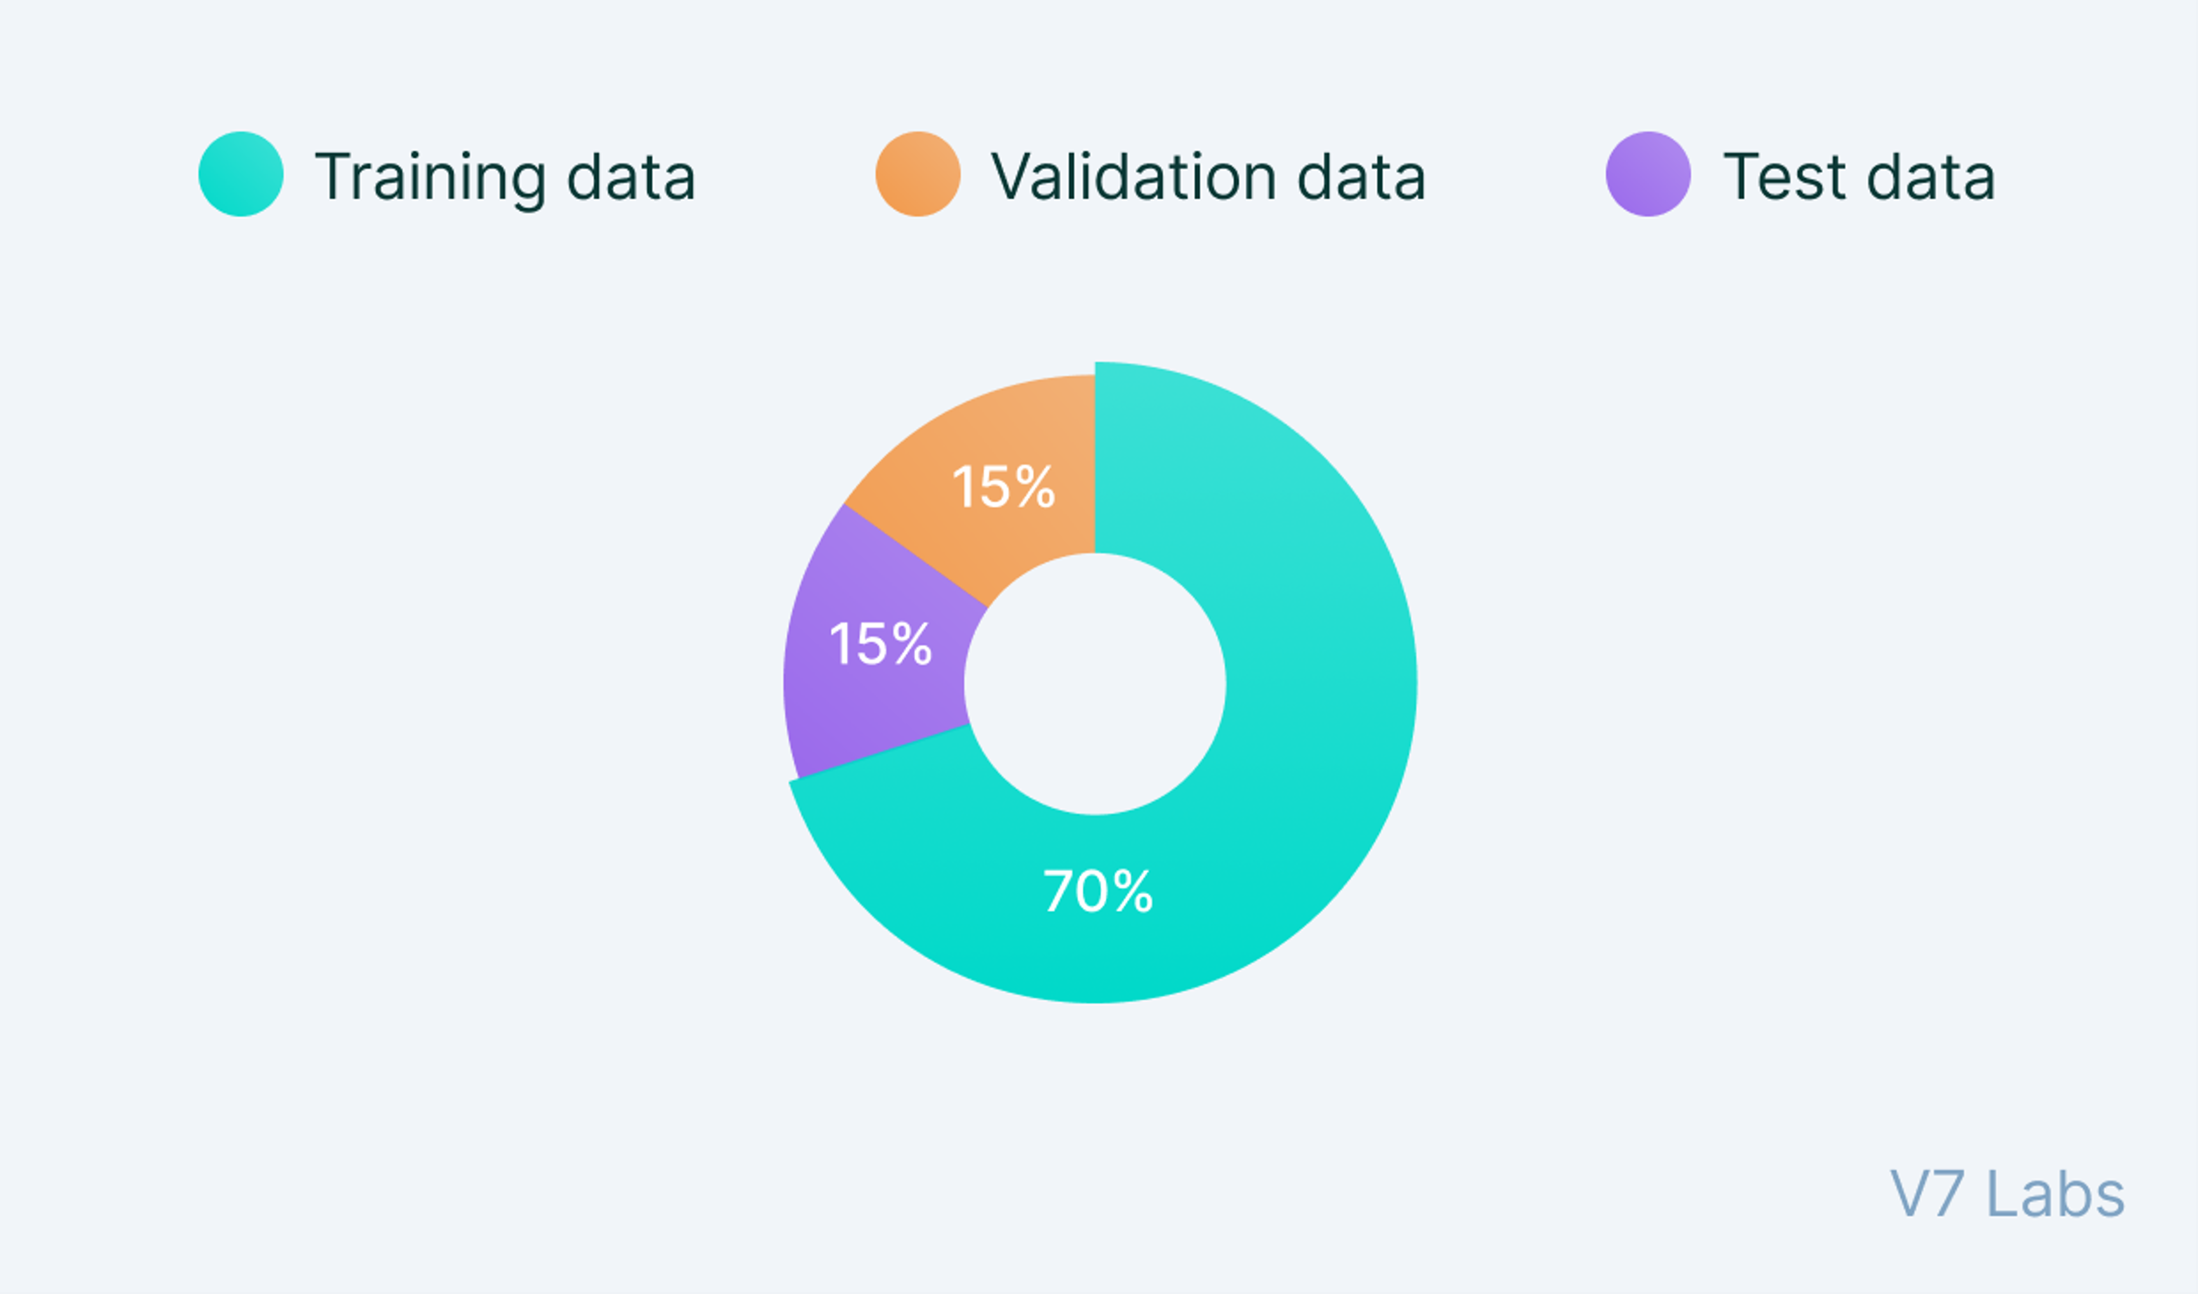 Training data
Validation data
Test data
15%
15%
70%
V7 Labs